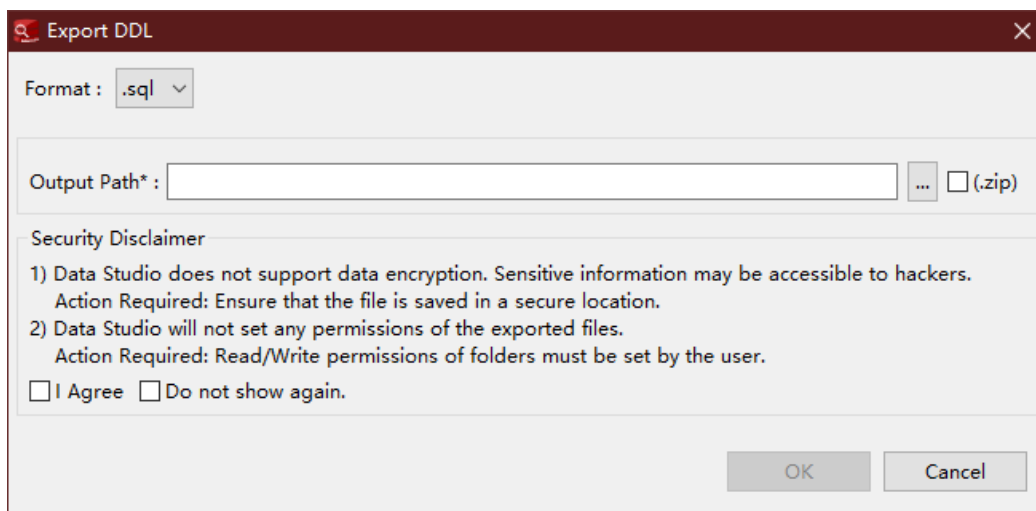 Export DDL
Format : .sql
Output Path* : ... (.zip)
Security Disclaimer
1) Data Studio does not support data encryption. Sensitive information may be accessible to hackers.
Action Required: Ensure that the file is saved in a secure location.
2) Data Studio will not set any permissions of the exported files.
Action Required: Read/Write permissions of folders must be set by the user.
I Agree Do not show again.
OK Cancel